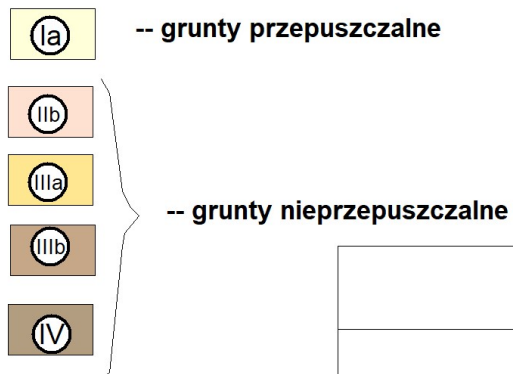 Ia -- grunty przepuszczalne
IIb
IIIa
-- grunty nieprzepuszczalne
IIIb
IV